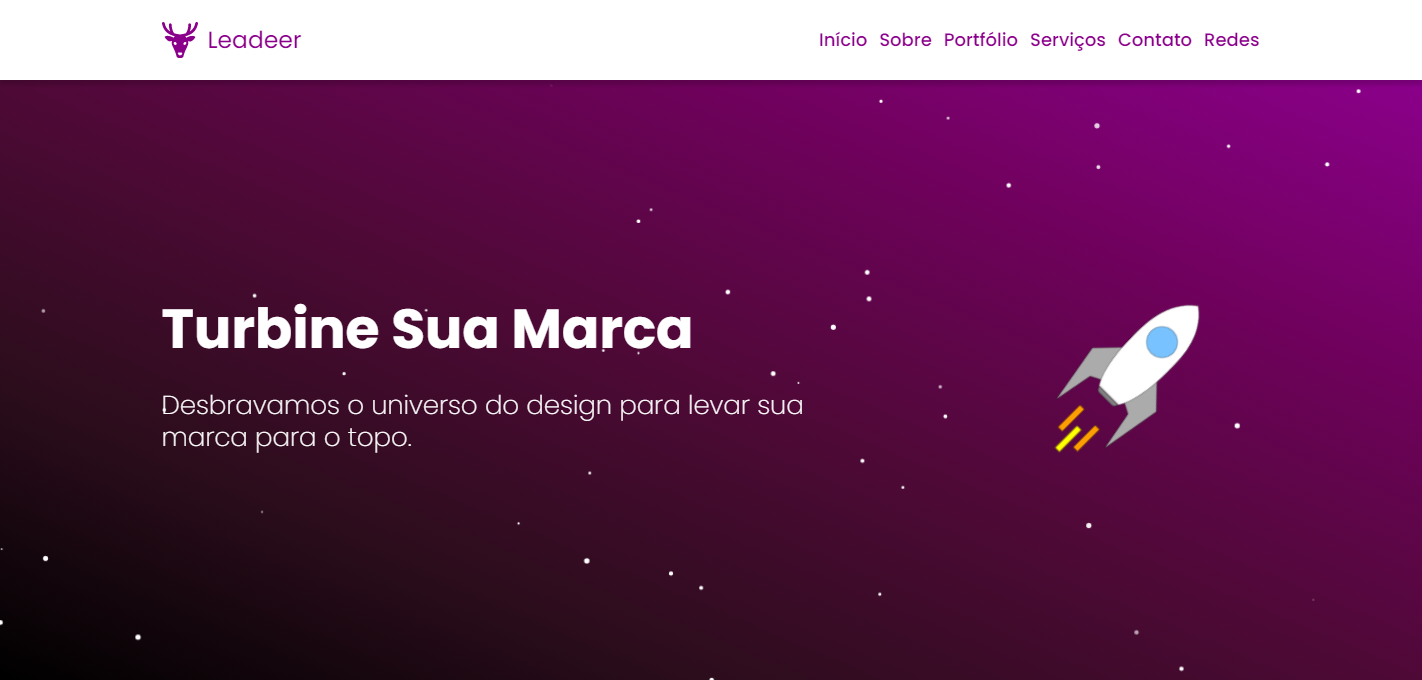 Leadeer
Início Sobre Portfólio Serviços Contato Redes
Turbine Sua Marca
Desbravamos o universo do design para levar sua
marca para o topo.